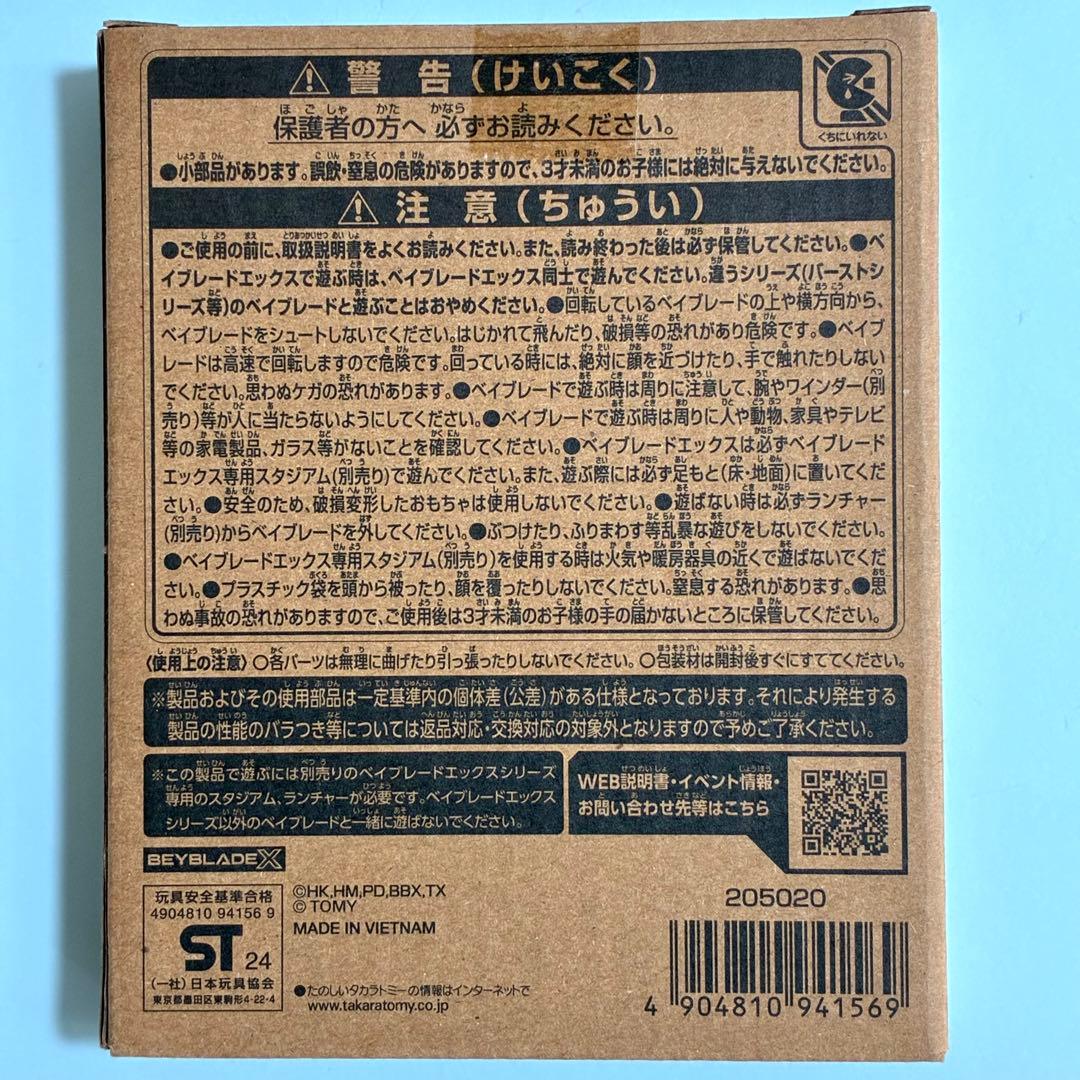 ⚠ 警告(けいこく)
くちにいれない
保護者の方へ 必ずお読みください。
●小部品があります。誤飲・窒息の危険がありますので、3才未満のお子様には絶対に与えないでください。
⚠ 注意(ちゅうい)
●ご使用の前に、取扱説明書をよくお読みください。また、読み終わった後は必ず保管してください。●ベ
イブレードエックスで遊ぶ時は、ベイブレードエックス同士で遊んでください。違うシリーズ(バーストシ
リーズ等)のベイブレードと遊ぶことはおやめください。●回転しているベイブレードの上や横方向から、
ベイブレードをシュートしないでください。はじかれて飛んだり、破損等の恐れがあり危険です。●ベイブ
レードは高速で回転しますので危険です。回っている時には、絶対に顔を近づけたり、手で触れたりしない
でください。思わぬケガの恐れがあります。●ベイブレードで遊ぶ時は周りに注意して、腕やワインダー(別
売り)等が人に当たらないようにしてください。●ベイブレードで遊ぶ時は周りに人や動物、家具やテレビ
等の家電製品、ガラス等がないことを確認してください。●ベイブレードエックスは必ずベイブレード
エックス専用スタジアム(別売り)で遊んでください。また、遊ぶ際には必ず足もと(床・地面)に置いてくだ
さい。●安全のため、破損変形したおもちゃは使用しないでください。●遊ばない時は必ずランチャー
(別売り)からベイブレードを外してください。●ぶつけたり、ふりまわす等乱暴な遊びをしないでください。
●ベイブレードエックス専用スタジアム(別売り)を使用する時は火気や暖房器具の近くで遊ばないでくだ
さい。●プラスチック袋を頭から被ったり、顔を覆ったりしないでください。窒息する恐れがあります。●思
わぬ事故の恐れがありますので、ご使用後は3才未満のお子様の手の届かないところに保管してください。
〈使用上の注意〉○各パーツは無理に曲げたり引っ張ったりしないでください。○包装材は開封後すぐにすててください。
※製品およびその使用部品は一定基準内の個体差(公差)がある仕様となっております。それにより発生する
製品の性能のバラつき等については返品対応・交換対応の対象外となりますので予めご了承ください。
※この製品で遊ぶには別売りのベイブレードエックスシリーズ
専用のスタジアム、ランチャーが必要です。ベイブレードエックス
シリーズ以外のベイブレードと一緒に遊ばないでください。
WEB説明書・イベント情報・
お問い合わせ先等はこちら
BEYBLADE X
玩具安全基準合格
4904810 94156 9
ST 24
(一社)日本玩具協会
東京都墨田区東駒形4-22-4
©HK,HM,PD,BBX,TX
© TOMY
MADE IN VIETNAM
●たのしいタカラトミーの情報はインターネットで
www.takaratomy.co.jp
205020
4 904810 941569